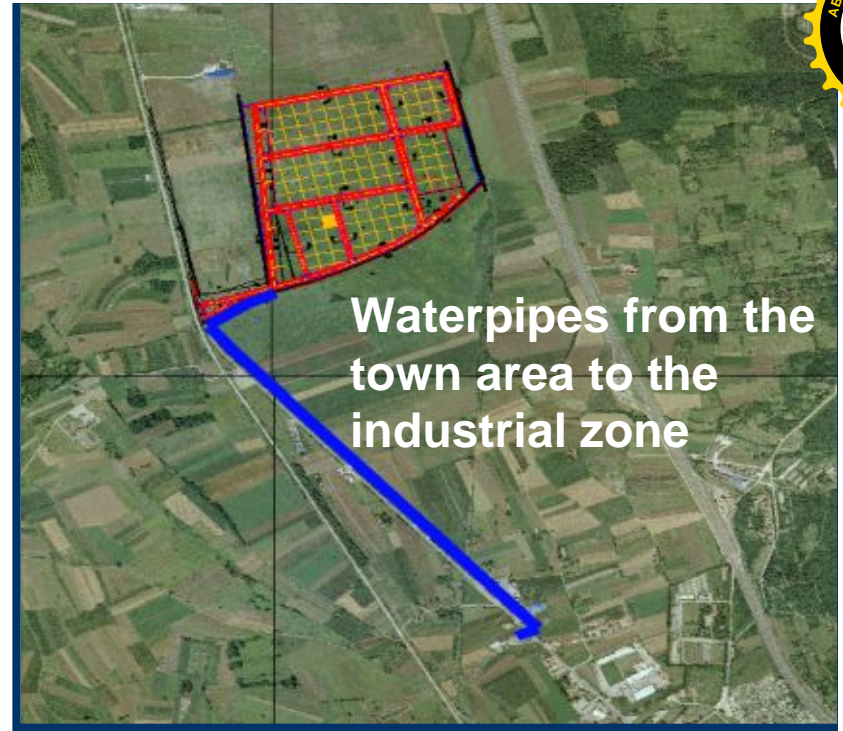 Waterpipes from the
town area to the
industrial zone